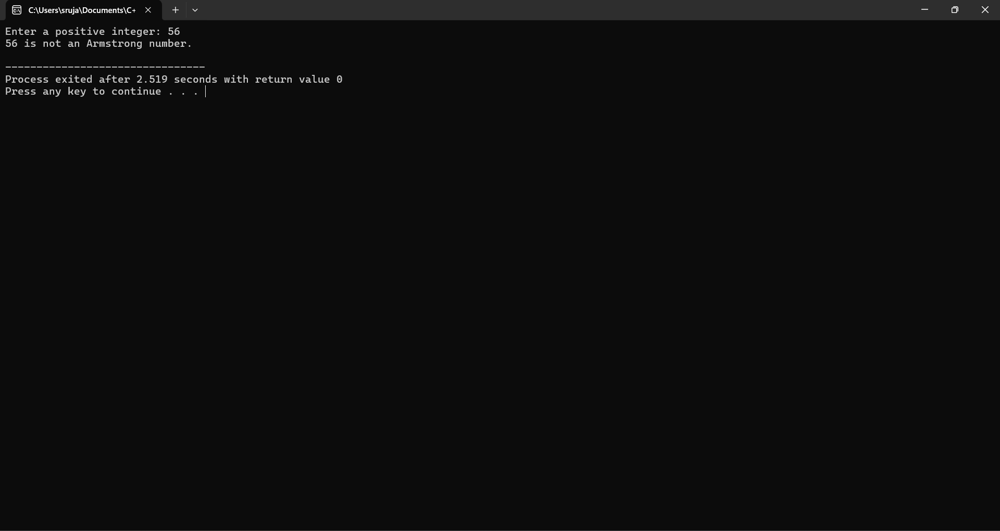 C:\Users\sruja\Documents\C+
Enter a positive integer: 56
56 is not an Armstrong number.
--------------------------------
Process exited after 2.519 seconds with return value 0
Press any key to continue . . .